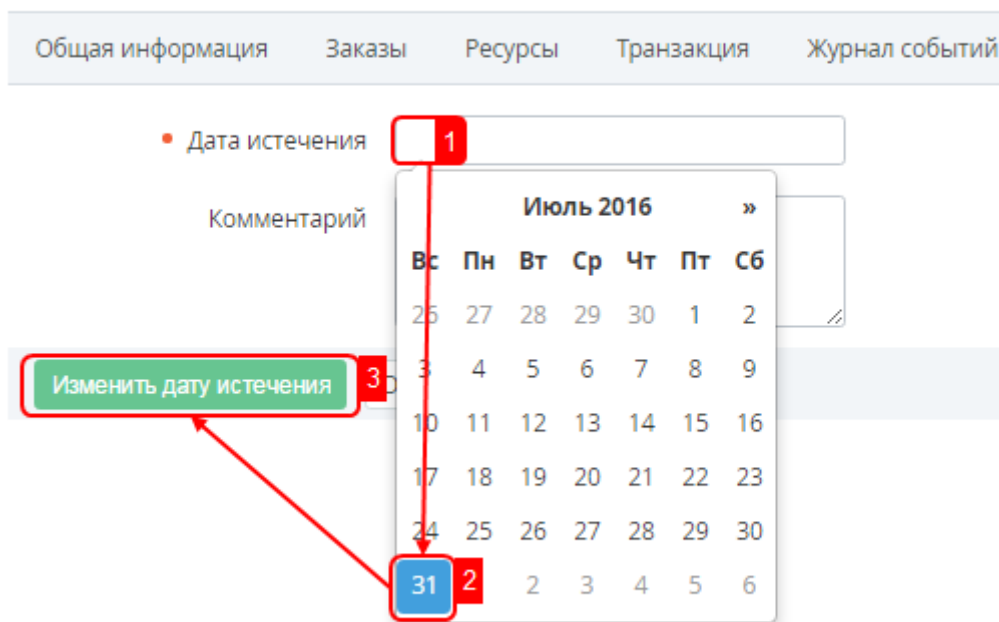 Общая информация Заказы Ресурсы Транзакция Журнал событий
Дата истечения 1
Комментарий
Июль 2016 »
Вс Пн Вт Ср Чт Пт Сб
26 27 28 29 30 1 2
3 4 5 6 7 8 9
10 11 12 13 14 15 16
17 18 19 20 21 22 23
24 25 26 27 28 29 30
31 2 2 3 4 5 6
Изменить дату истечения 3